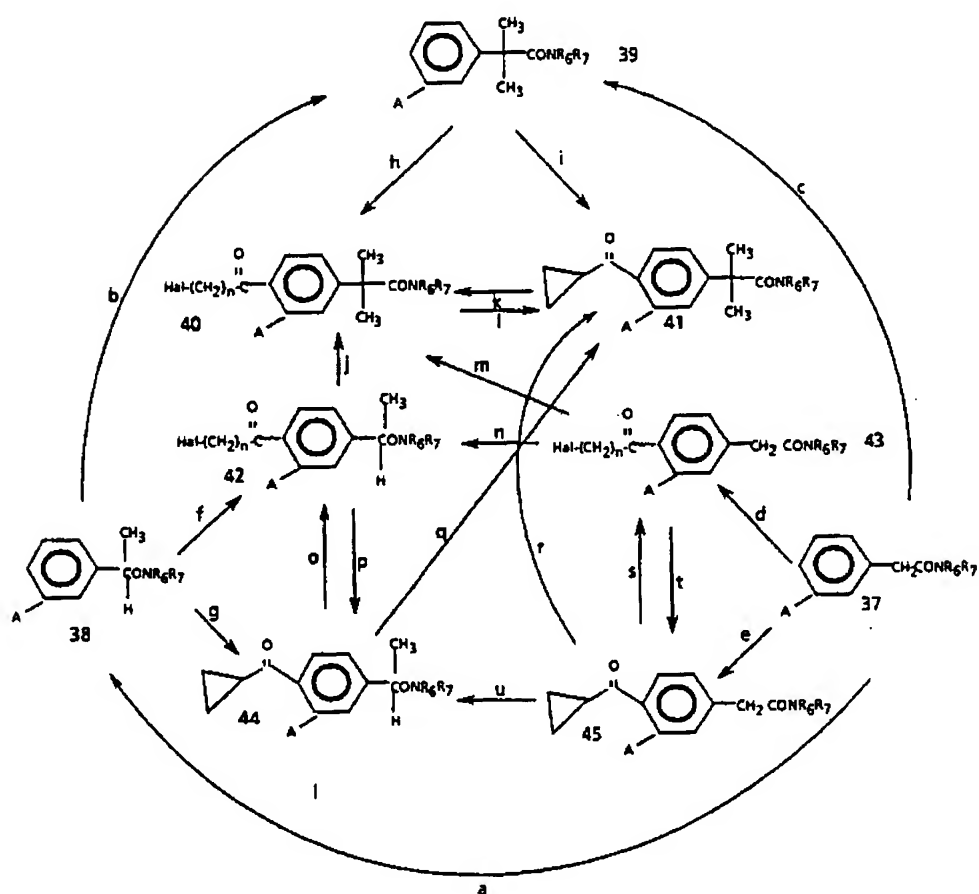 CH₃
CONR₆R₇ 39
A CH₃
h i
c
b
O CH₃
Hal-(CH₂)ₙ-C CONR₆R₇
40 A CH₃
k
l
O CH₃
CONR₆R₇
A 41 CH₃
j m
O CH₃
Hal-(CH₂)ₙ-C CONR₆R₇
42 A H
n
O
Hal-(CH₂)ₙ-C CH₂ CONR₆R₇ 43
A
f q d
CH₃
CONR₆R₇
A H
38
o p r s t
CH₂CONR₆R₇
A 37
g e
O CH₃
CONR₆R₇
44 A H
u
O
CH₂ CONR₆R₇
45 A
l
a